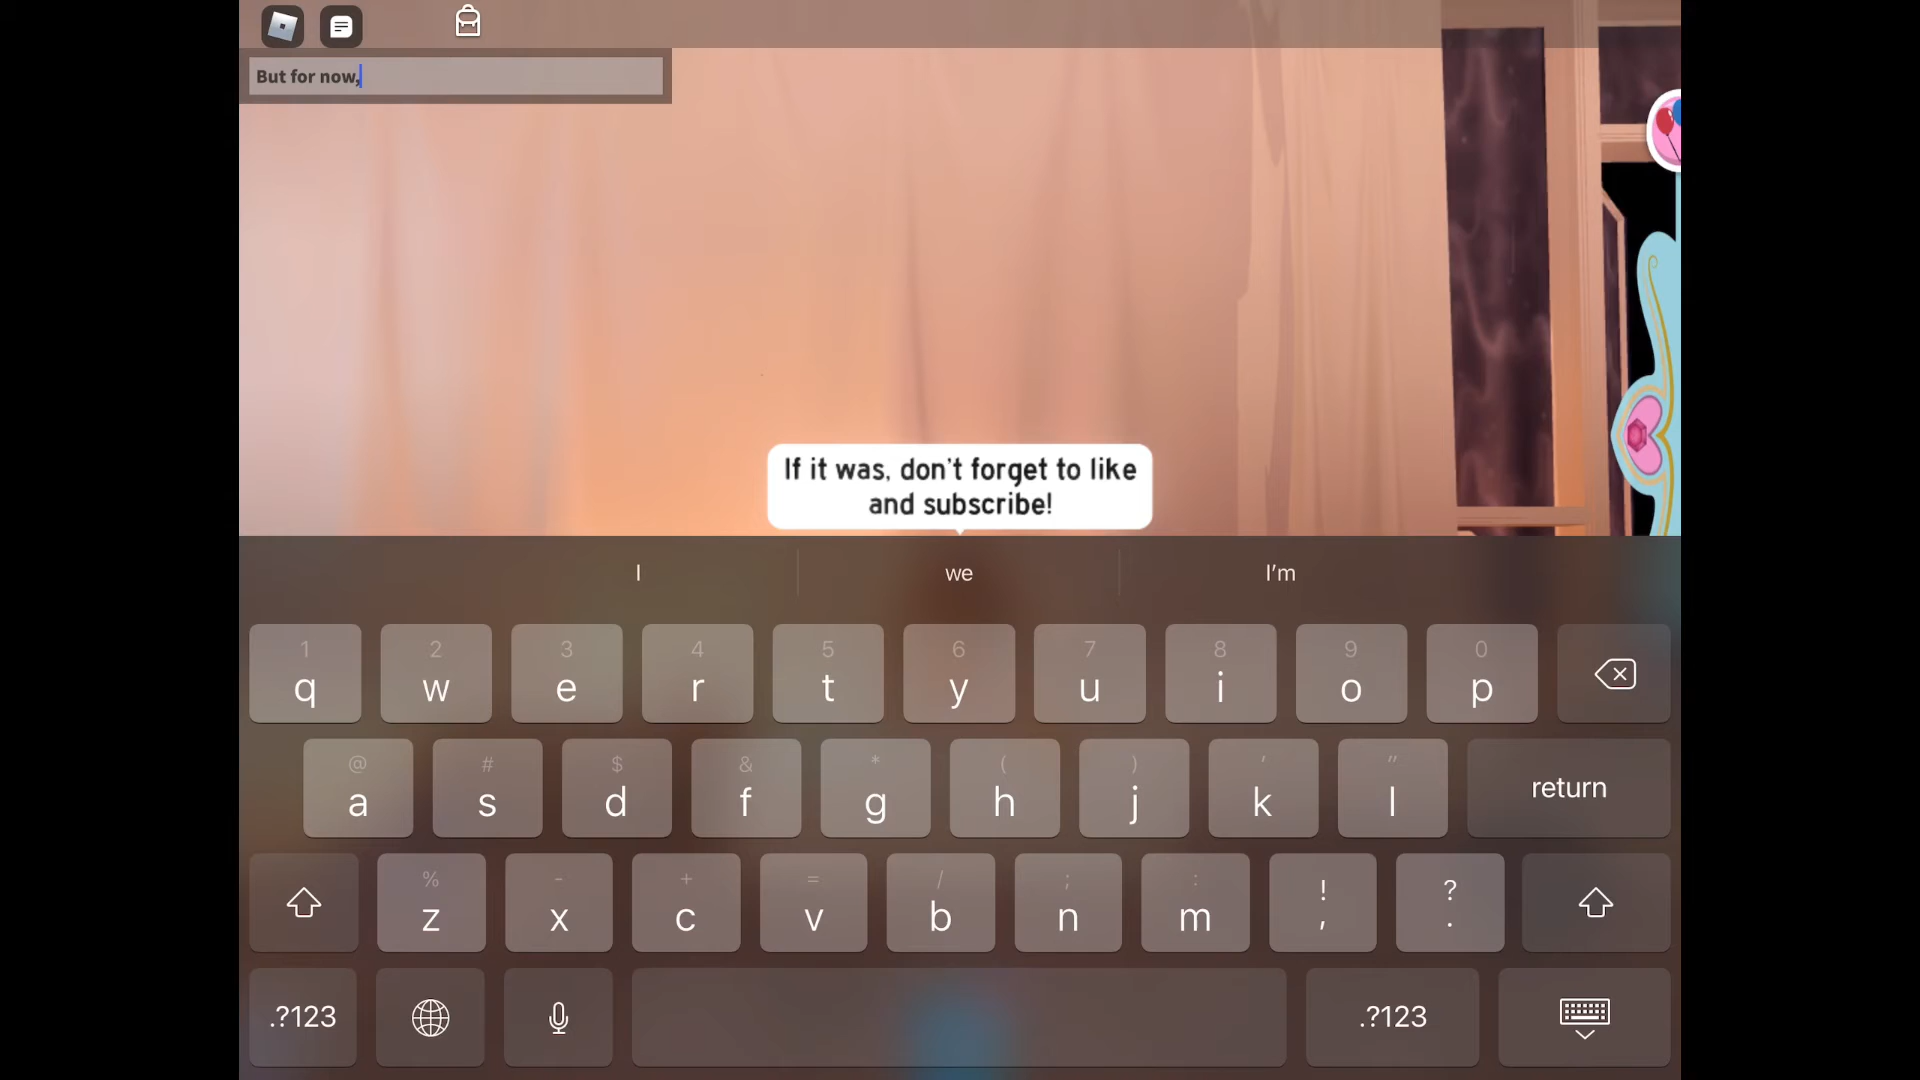 But for now,
If it was, don't forget to like
and subscribe!
I we I'm
1 2 3 4 5 6 7 8 9 0
q w e r t y u i o p
@ # $ & * ( ) ' "
a s d f g h j k l return
% - + = / ; : ! ?
z x c v b n m , .
.?123 .?123